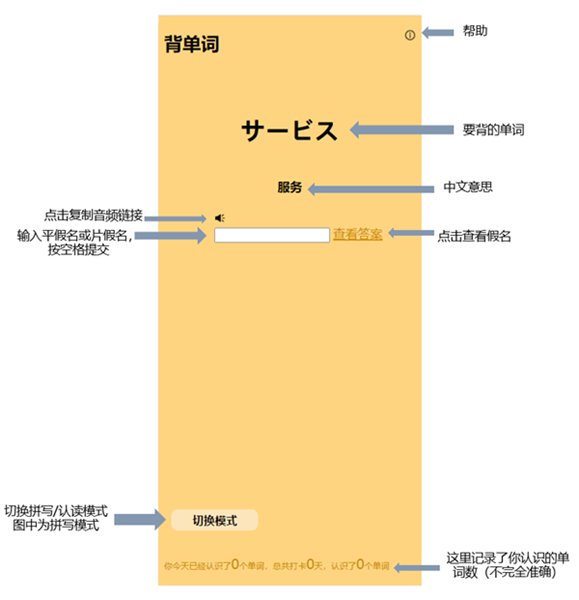 背单词
帮助
サービス
要背的单词
服务
中文意思
点击复制音频链接
输入平假名或片假名，
按空格提交
查看答案
点击查看假名
切换拼写/认读模式
图中为拼写模式
切换模式
你今天已经认识了0个单词，总共打卡0天，认识了0个单词
这里记录了你认识的单
词数（不完全准确）